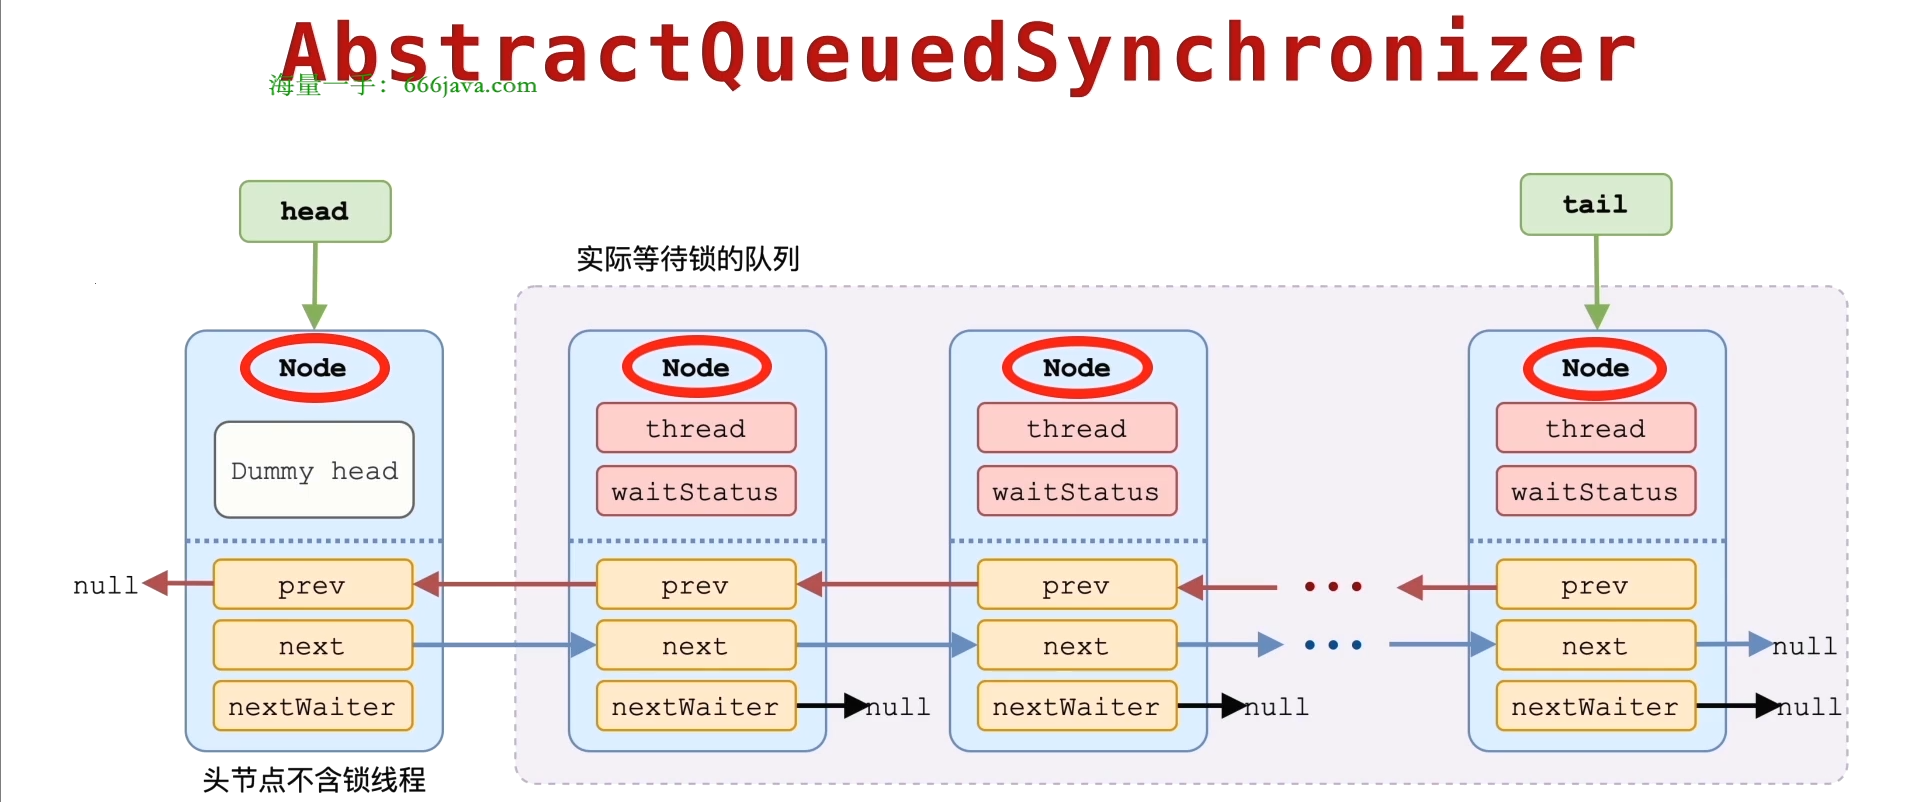 AbstractQueuedSynchronizer
海量一手：666java.com
head
tail
实际等待锁的队列
Node
Node
Node
Node
thread
thread
thread
Dummy head
waitStatus
waitStatus
waitStatus
null
prev
prev
prev
prev
next
next
next
next
null
nextWaiter
nextWaiter
null
nextWaiter
null
nextWaiter
null
头节点不含锁线程